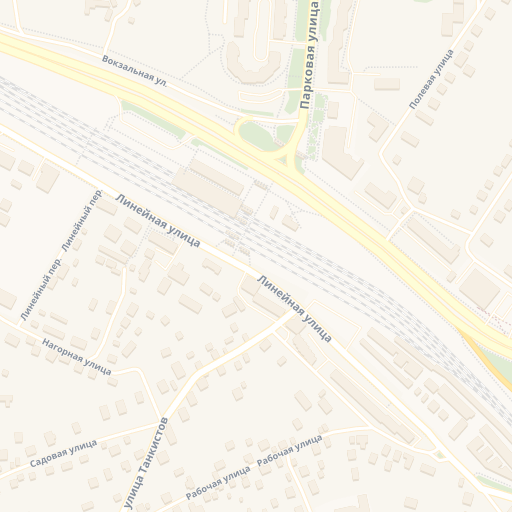 Парковая улица
Вокзальная ул.
Полевая улица
Линейная улица
Линейный пер.
Линейный пер.
Линейная улица
Нагорная улица
Садовая улица
улица Танкистов
Рабочая улица
Рабочая улица